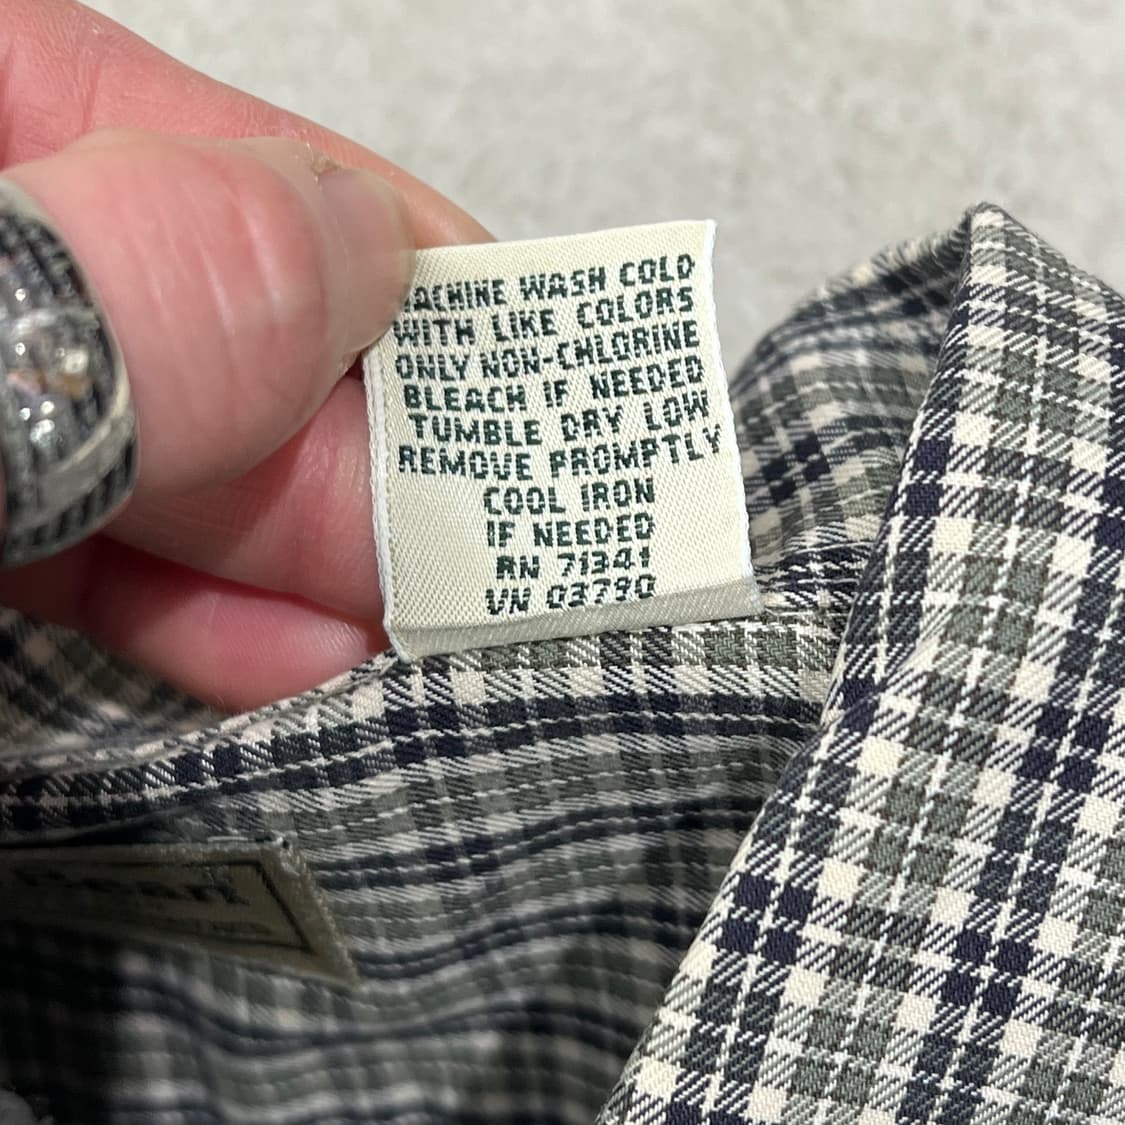 MACHINE WASH COLD
WITH LIKE COLORS
ONLY NON-CHLORINE
BLEACH IF NEEDED
TUMBLE DRY LOW
REMOVE PROMPTLY
COOL IRON
IF NEEDED
RN 71341
VN 03790